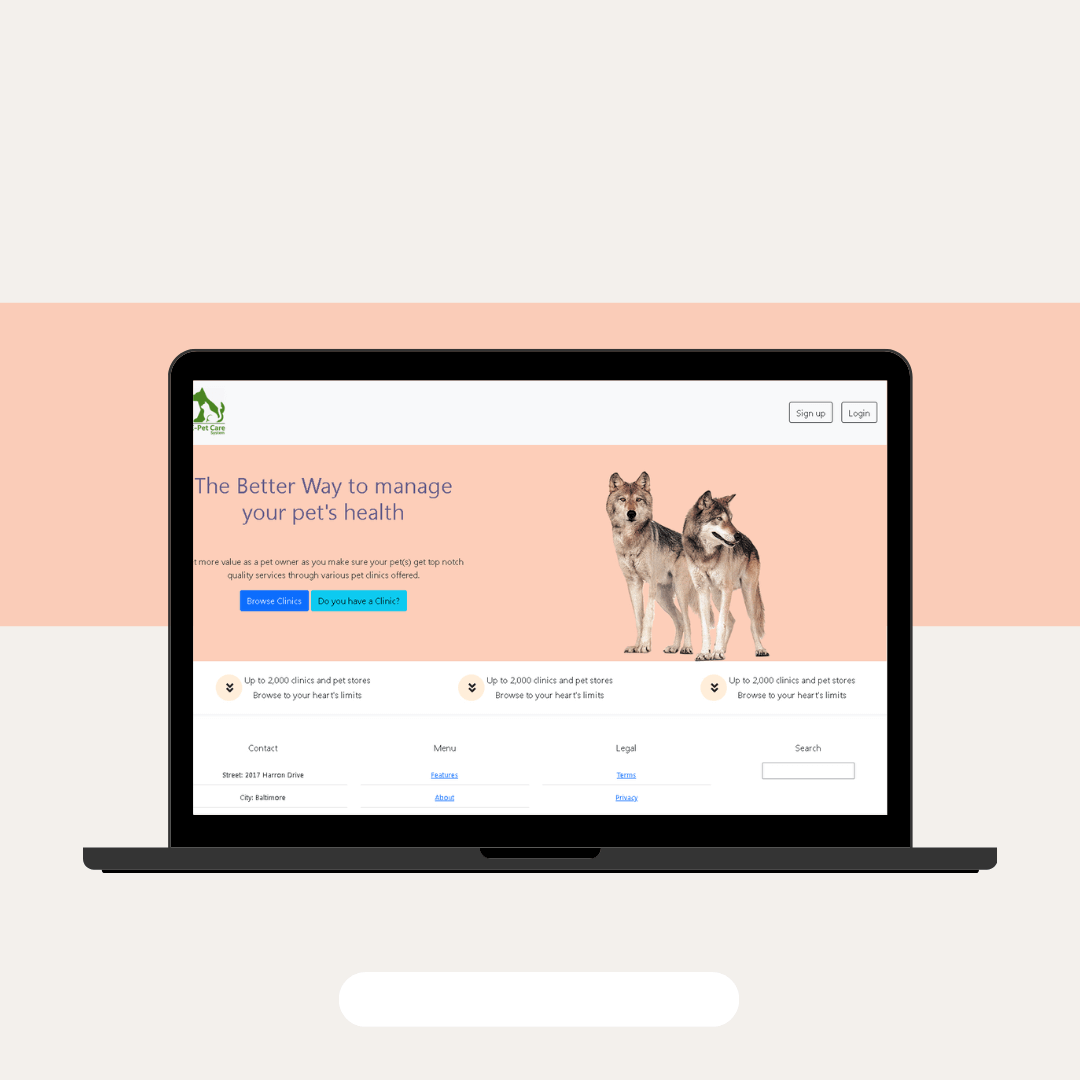 -Pet Care
System
Sign up
Login
The Better Way to manage
your pet's health
t more value as a pet owner as you make sure your pet(s) get top notch
quality services through various pet clinics offered.
Browse Clinics
Do you have a Clinic?
Up to 2,000 clinics and pet stores
Browse to your heart's limits
Up to 2,000 clinics and pet stores
Browse to your heart's limits
Up to 2,000 clinics and pet stores
Browse to your heart's limits
Contact
Street: 2017 Harron Drive
City: Baltimore
Menu
Features
About
Legal
Terms
Privacy
Search